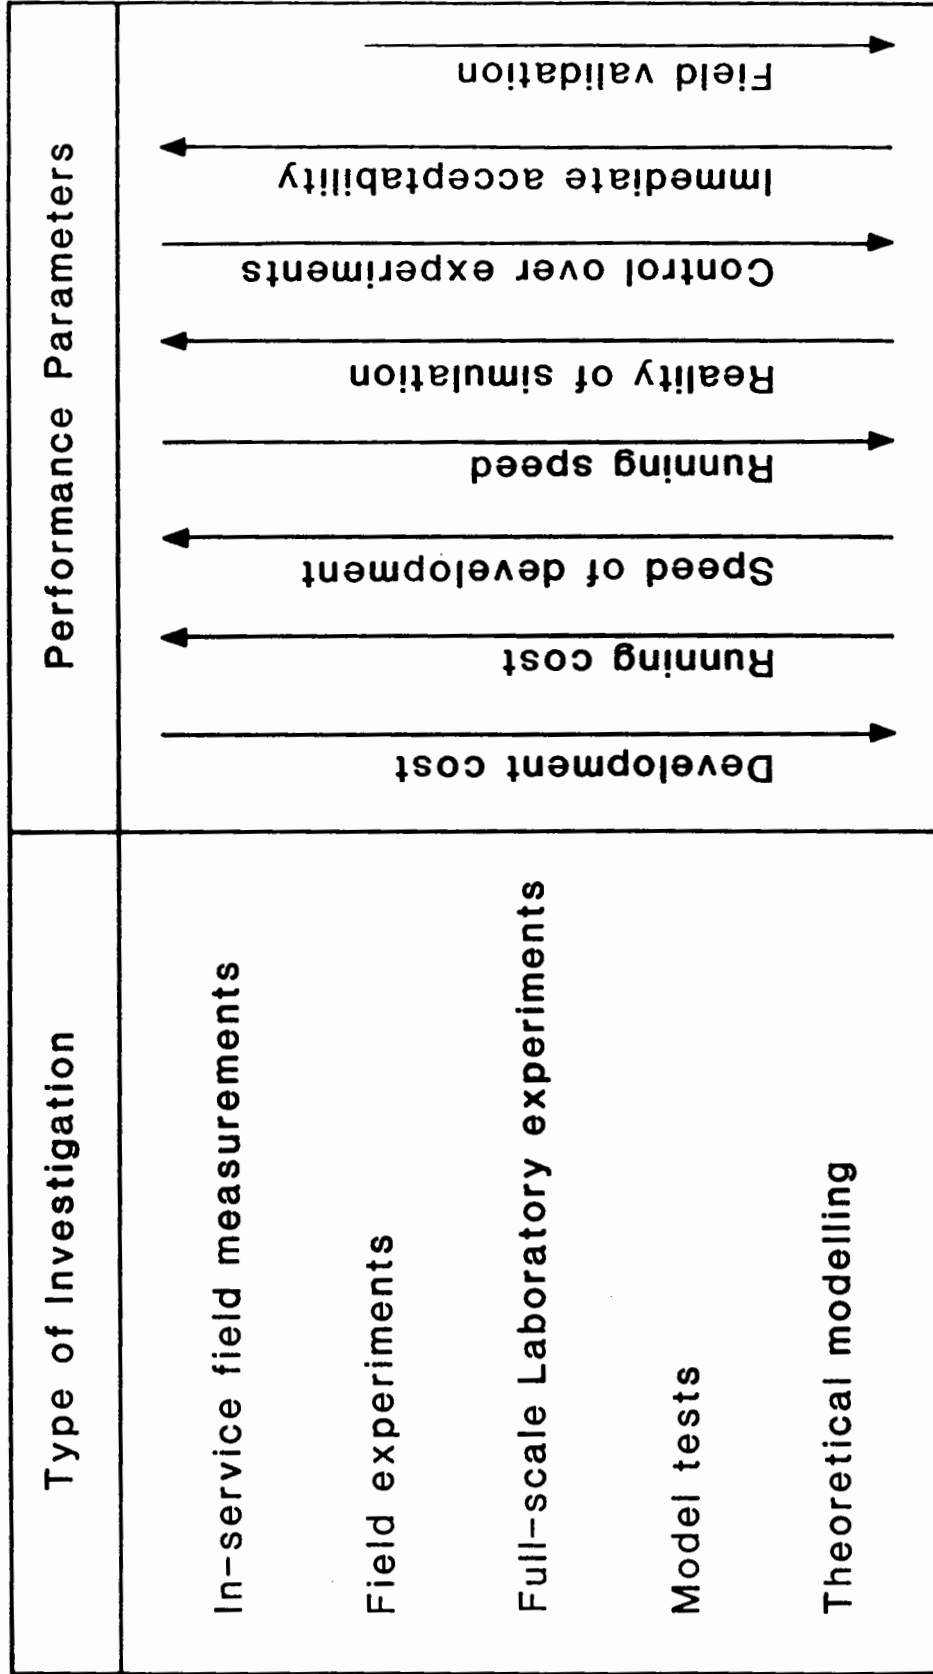 Type of Investigation
Performance Parameters
In-service field measurements
Field experiments
Full-scale Laboratory experiments
Model tests
Theoretical modelling
Development cost
Running cost
Speed of development
Running speed
Reality of simulation
Control over experiments
Immediate acceptability
Field validation